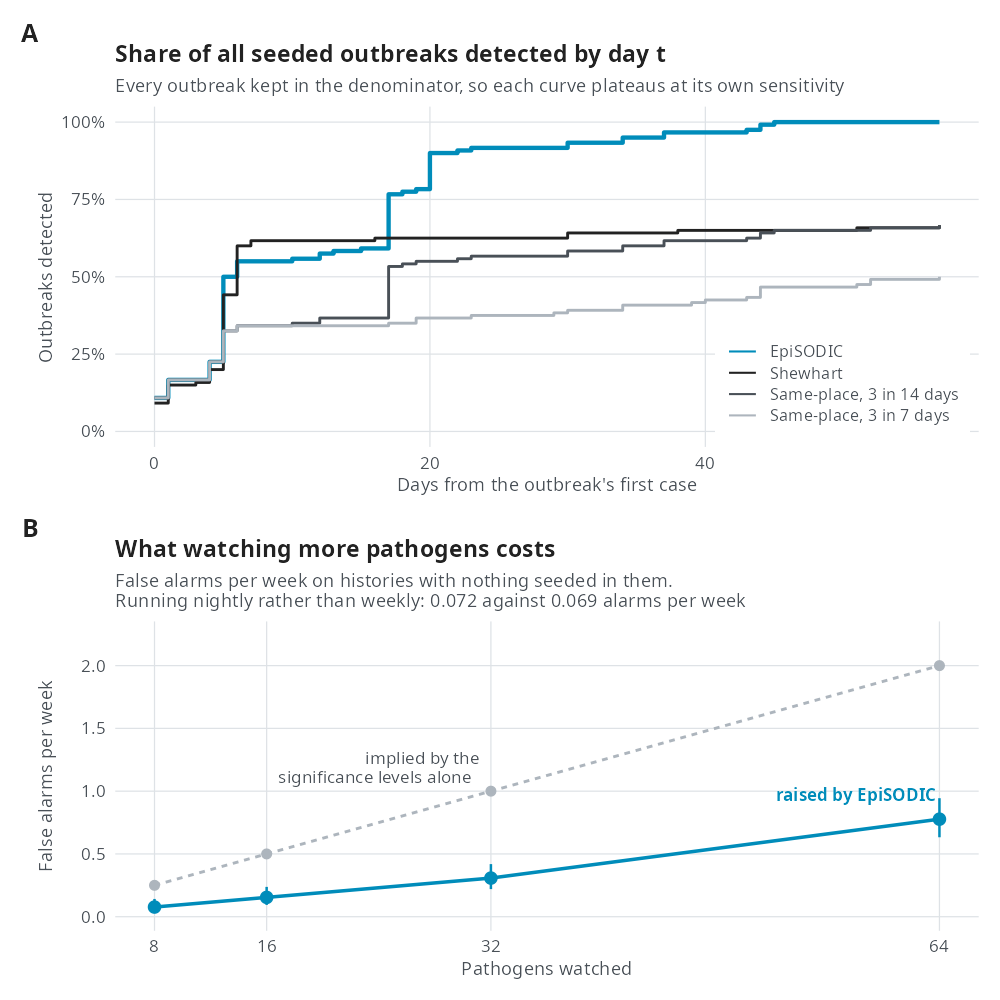 A
Share of all seeded outbreaks detected by day t
Every outbreak kept in the denominator, so each curve plateaus at its own sensitivity
100%
75%
50%
25%
0%
Outbreaks detected
EpiSODIC
Shewhart
Same-place, 3 in 14 days
Same-place, 3 in 7 days
0
20
40
Days from the outbreak's first case
B
What watching more pathogens costs
False alarms per week on histories with nothing seeded in them.
Running nightly rather than weekly: 0.072 against 0.069 alarms per week
2.0
1.5
1.0
0.5
0.0
False alarms per week
implied by the
significance levels alone
raised by EpiSODIC
8
16
32
64
Pathogens watched